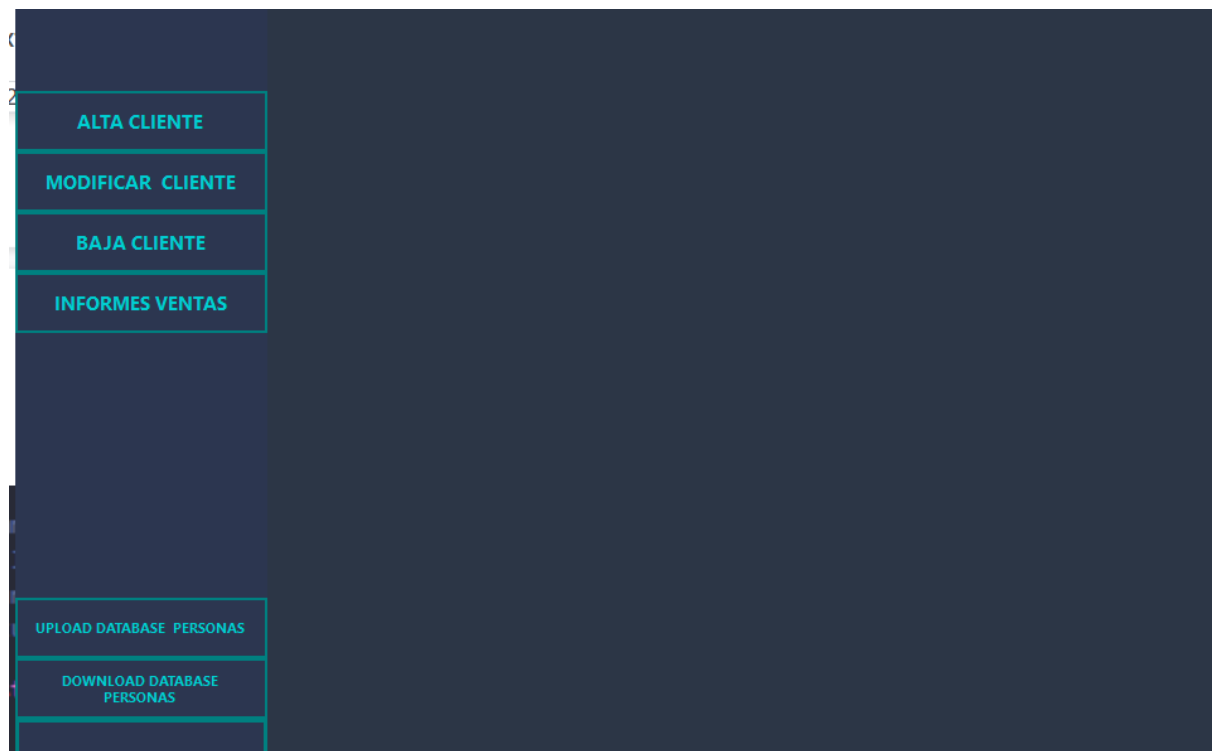 ALTA CLIENTE
MODIFICAR  CLIENTE
BAJA CLIENTE
INFORMES VENTAS
UPLOAD DATABASE  PERSONAS
DOWNLOAD DATABASE
PERSONAS